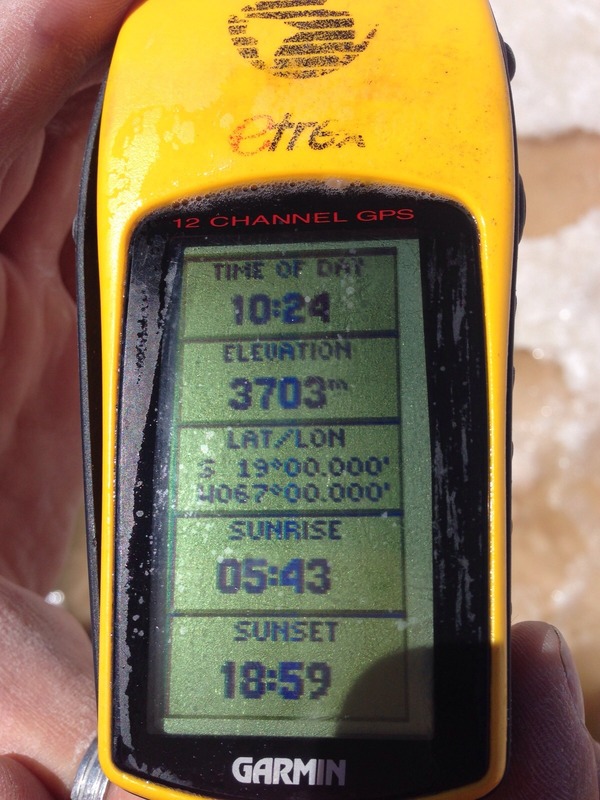 eTrex
12 CHANNEL GPS
TIME OF DAY
10:24
ELEVATION
3703m
LAT/LON
S 19°00.000'
W067°00.000'
SUNRISE
05:43
SUNSET
18:59
GARMIN